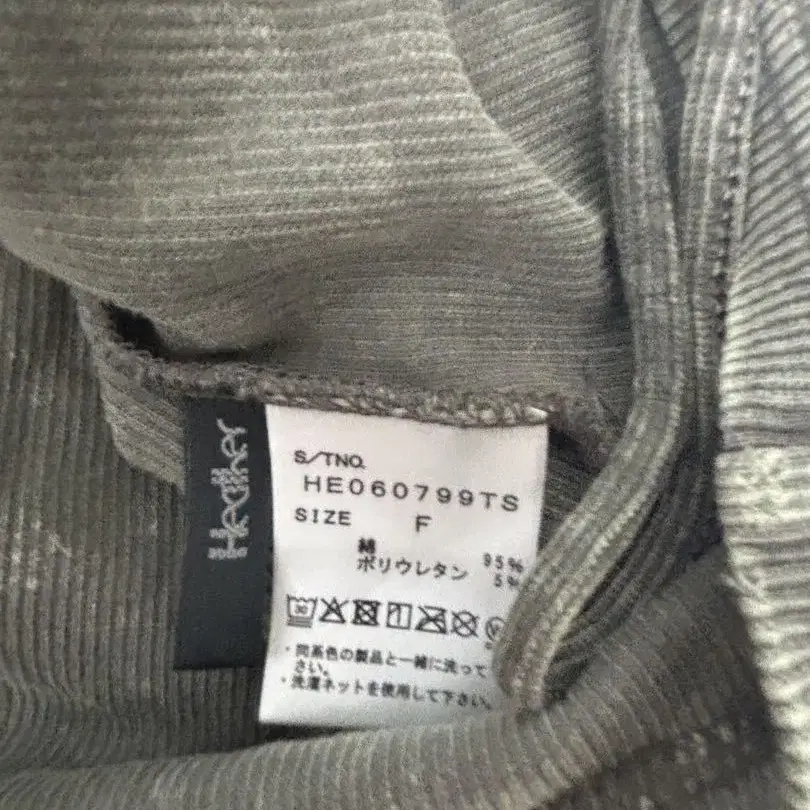 Heather
S/TNO.
HE060799TS
SIZE F
綿 95%
ポリウレタン 5%
30
・同系色の製品と一緒に洗って
さい。
・洗濯ネットを使用して下さい。